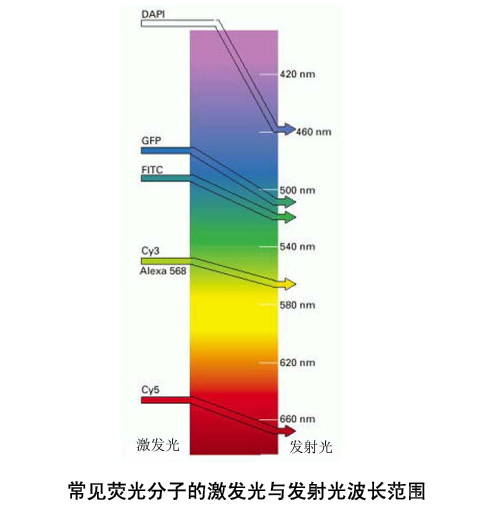 DAPI
420 nm
460 nm
GFP
FITC
500 nm
540 nm
Cy3
Alexa 568
580 nm
620 nm
Cy5
660 nm
激发光
发射光
常见荧光分子的激发光与发射光波长范围